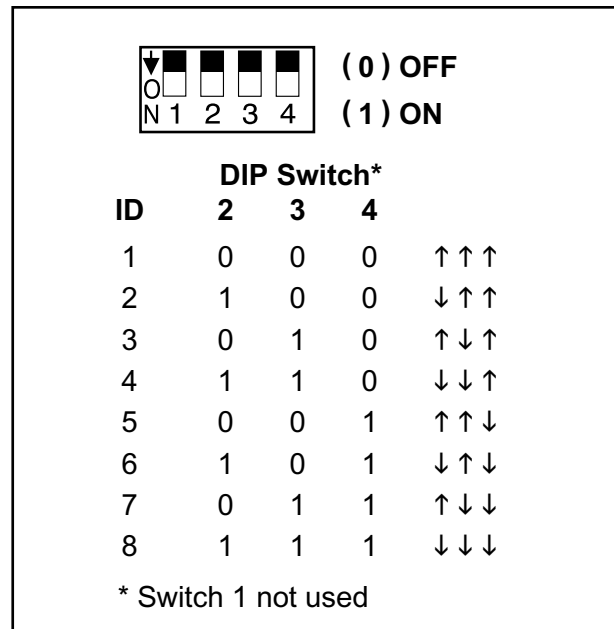 ( 0 ) OFF
↓ O N 1 2 3 4 ( 1 ) ON
DIP Switch*
ID 2 3 4
1 0 0 0 ↑ ↑ ↑
2 1 0 0 ↓ ↑ ↑
3 0 1 0 ↑ ↓ ↑
4 1 1 0 ↓ ↓ ↑
5 0 0 1 ↑ ↑ ↓
6 1 0 1 ↓ ↑ ↓
7 0 1 1 ↑ ↓ ↓
8 1 1 1 ↓ ↓ ↓
* Switch 1 not used